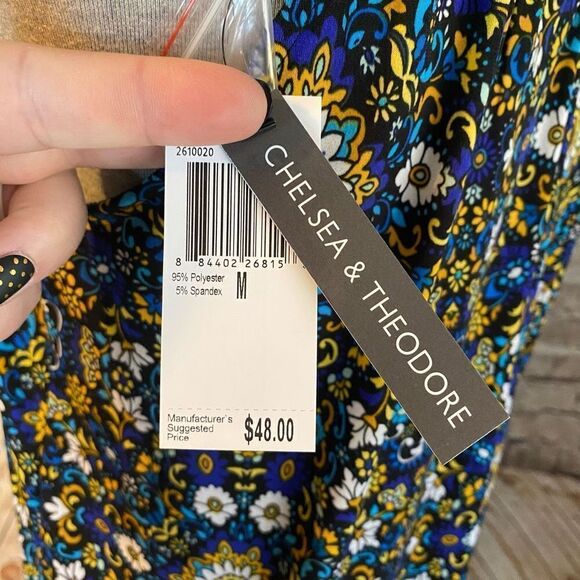 2610020
8 84402 26815
95% Polyester
5% Spandex
M
Manufacturer's
Suggested
Price
$48.00
CHELSEA & THEODORE